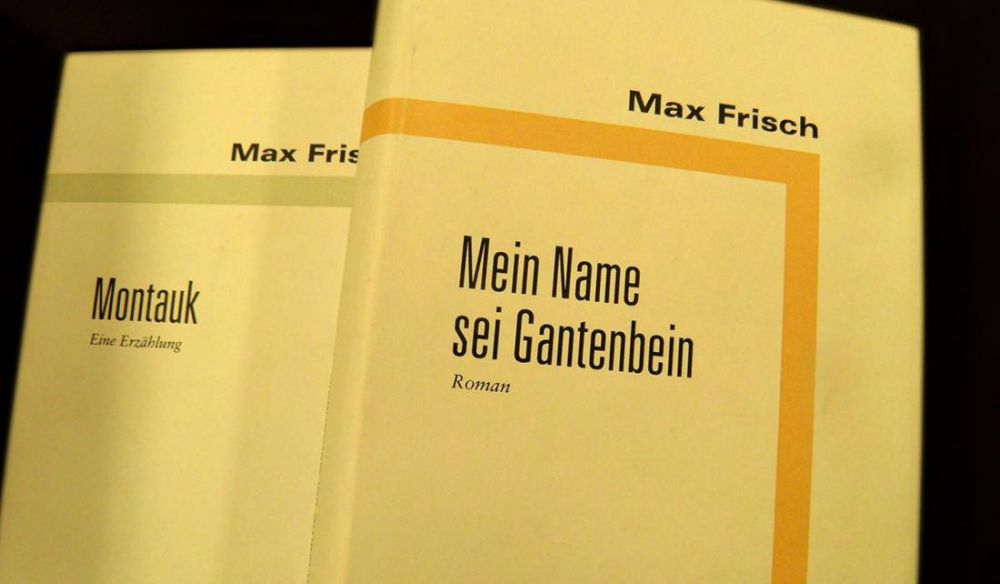 Max Fris
Montauk
Eine Erzählung
Max Frisch
Mein Name
sei Gantenbein
Roman